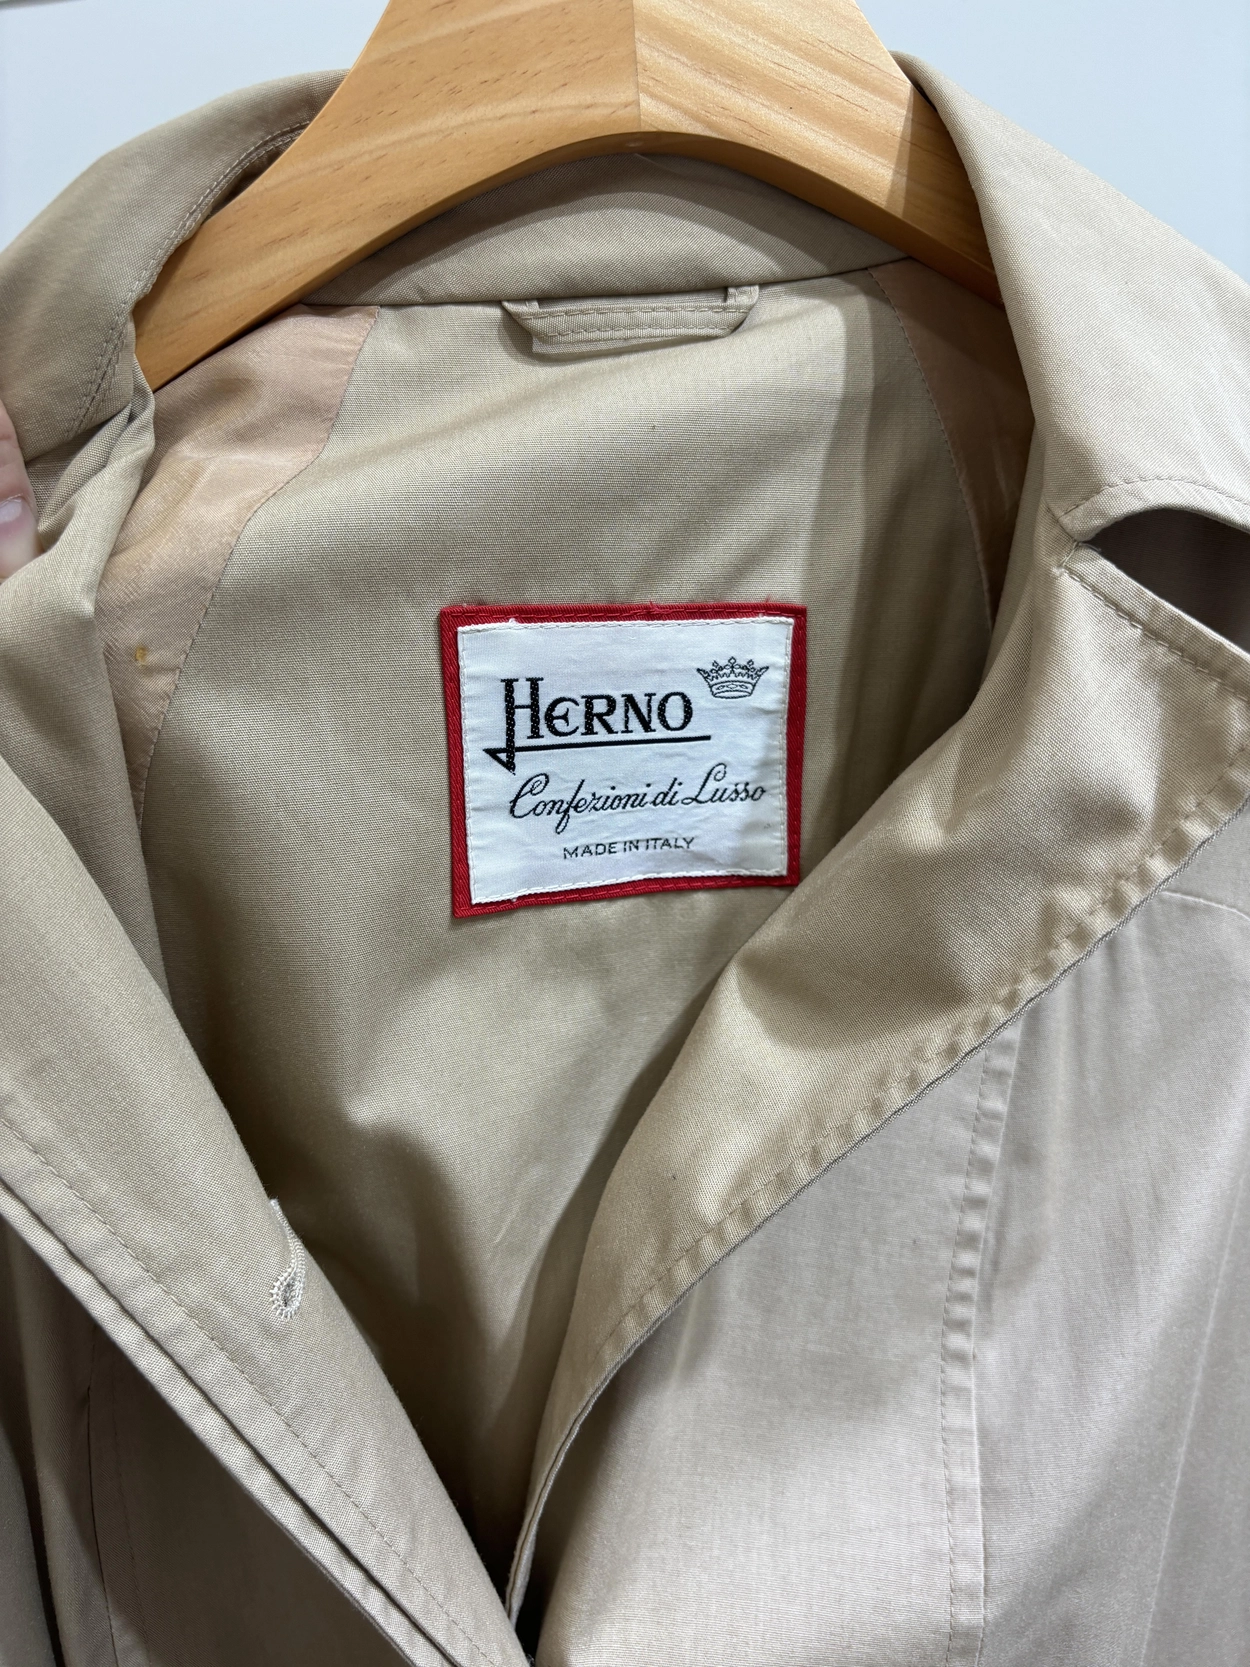 HERNO
Confezioni di Lusso
MADE IN ITALY